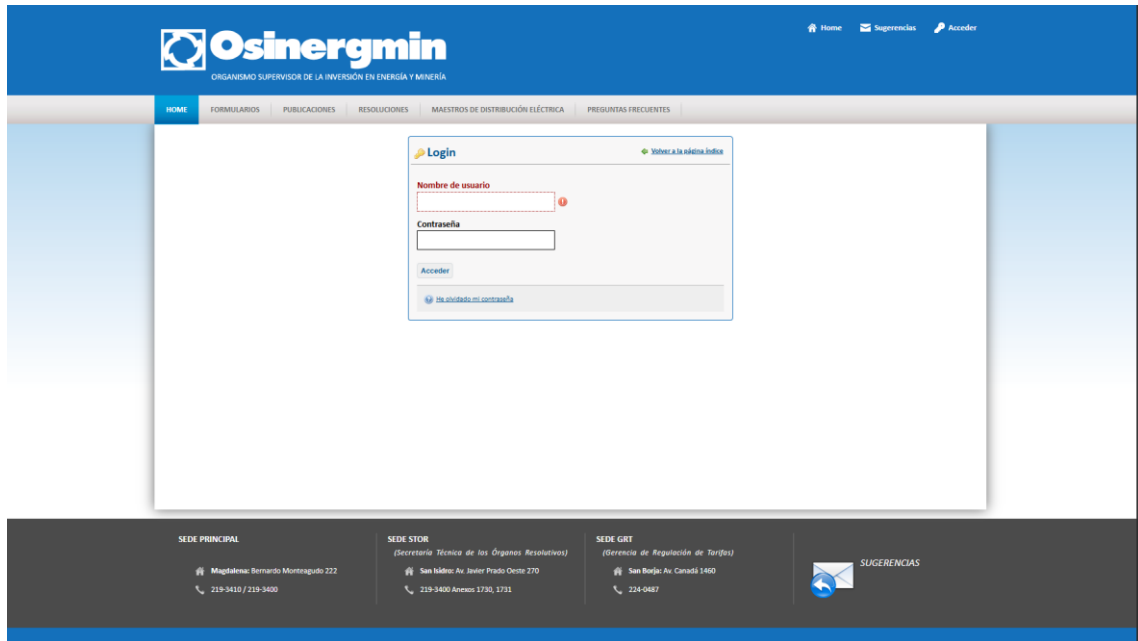 Home Sugerencias Acceder
Osinergmin
ORGANISMO SUPERVISOR DE LA INVERSIÓN EN ENERGÍA Y MINERÍA
HOME FORMULARIOS PUBLICACIONES RESOLUCIONES MAESTROS DE DISTRIBUCIÓN ELÉCTRICA PREGUNTAS FRECUENTES
Login
Volver a la página índice
Nombre de usuario
Contraseña
Acceder
He olvidado mi contraseña
SEDE PRINCIPAL
Magdalena: Bernardo Monteagudo 222
219-3410 / 219-3400
SEDE STOR
(Secretaría Técnica de los Órganos Resolutivos)
San Isidro: Av. Javier Prado Oeste 270
219-3400 Anexos 1730, 1731
SEDE GRT
(Gerencia de Regulación de Tarifas)
San Borja: Av. Canadá 1460
224-0487
SUGERENCIAS